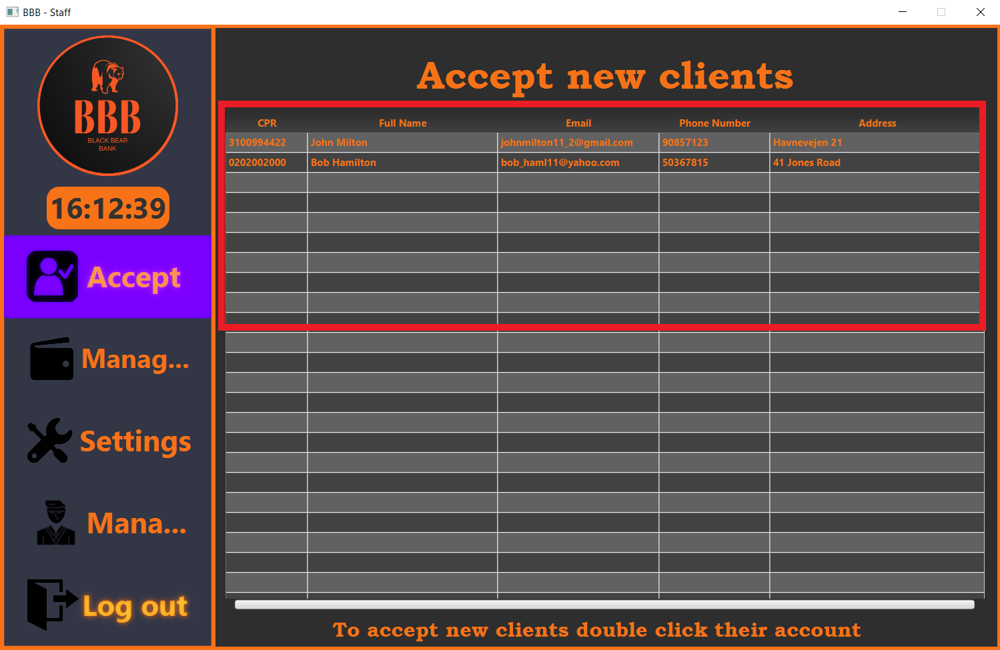 BBB - Staff
BBB
BLACK BEAR
BANK
16:12:39
Accept
Manag...
Settings
Mana...
Log out
Accept new clients
CPR Full Name Email Phone Number Address
3100994422 John Milton johnmilton11_2@gmail.com 90857123 Havnevejen 21
0202002000 Bob Hamilton bob_haml11@yahoo.com 50367815 41 Jones Road
To accept new clients double click their account